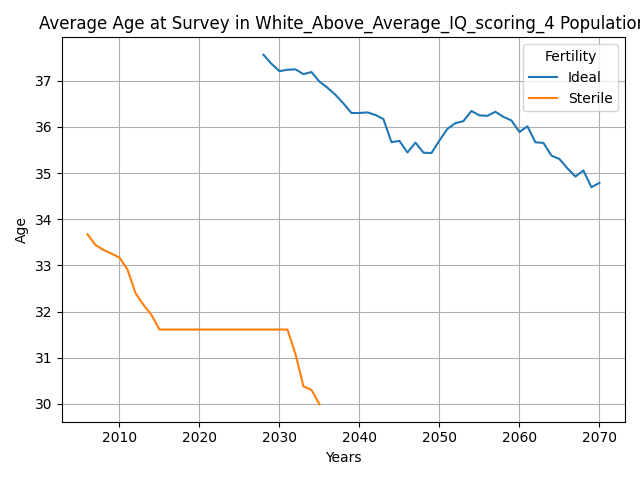 Average Age at Survey in White_Above_Average_IQ_scoring_4 Population
Fertility
Ideal
Sterile
37
36
35
34
33
32
31
30
Age
2010 2020 2030 2040 2050 2060 2070
Years